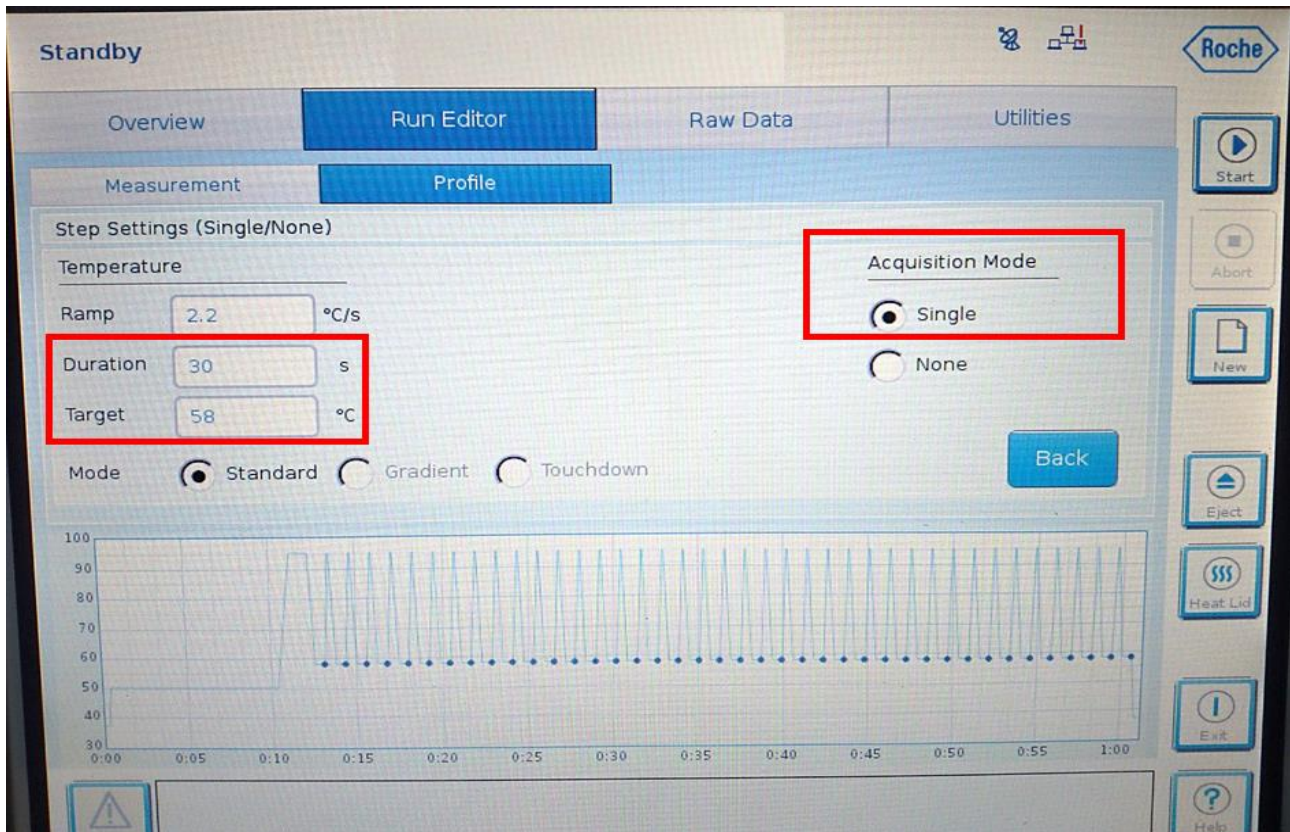 Standby
Roche
Overview Run Editor Raw Data Utilities
Start
Measurement Profile
Step Settings (Single/None)
Temperature Acquisition Mode
Abort
Ramp 2.2 °C/s Single
Duration 30 s None
New
Target 58 °C
Back
Mode Standard Gradient Touchdown
Eject
100
90
80
70
60
50
40
30
0:00 0:05 0:10 0:15 0:20 0:25 0:30 0:35 0:40 0:45 0:50 0:55 1:00
Heat Lid
Exit
Help